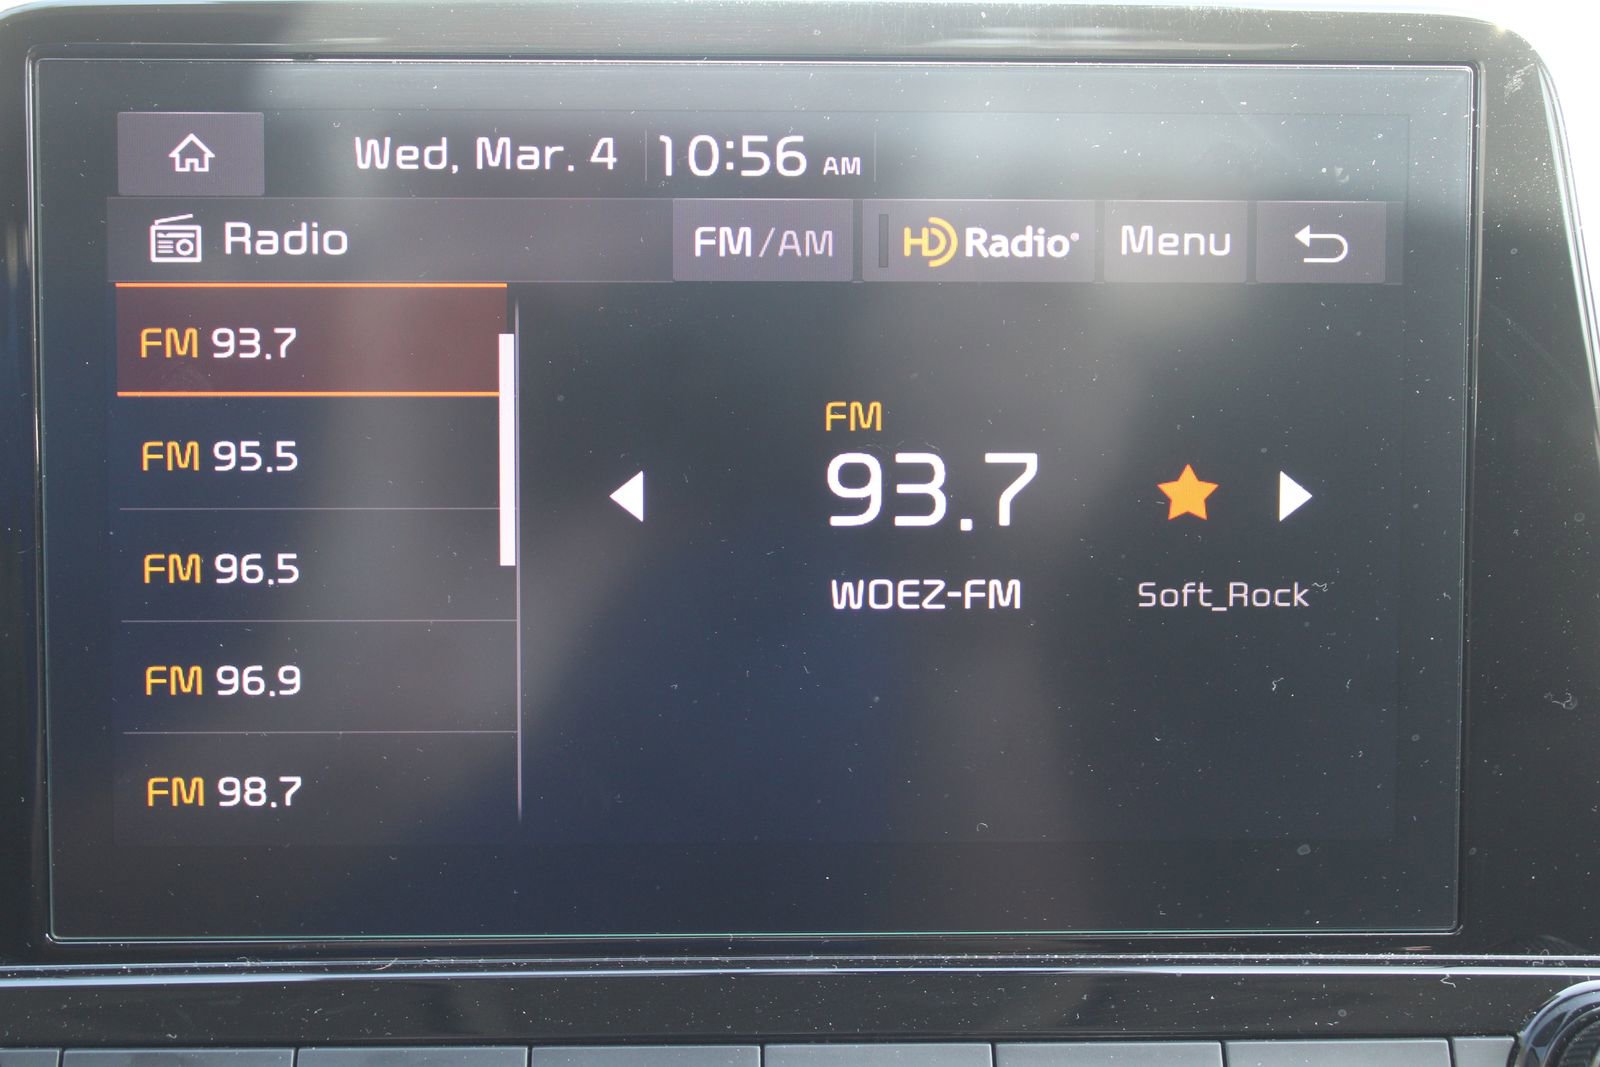 Wed, Mar. 4 10:56 AM
Radio FM/AM HD Radio Menu
FM 93.7
FM 95.5
FM 96.5
FM 96.9
FM 98.7
FM
93.7
WOEZ-FM Soft_Rock